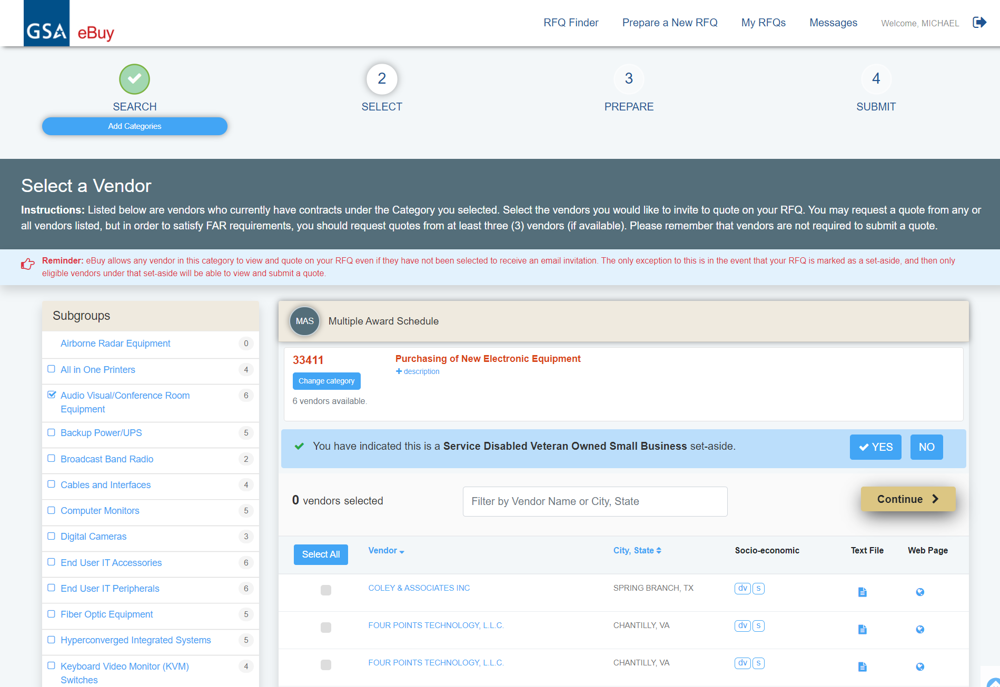 GSA eBuy
RFQ Finder
Prepare a New RFQ
My RFQs
Messages
Welcome, MICHAEL
SEARCH
Add Categories
2
SELECT
3
PREPARE
4
SUBMIT
Select a Vendor
Instructions: Listed below are vendors who currently have contracts under the Category you selected. Select the vendors you would like to invite to quote on your RFQ. You may request a quote from any or
all vendors listed, but in order to satisfy FAR requirements, you should request quotes from at least three (3) vendors (if available). Please remember that vendors are not required to submit a quote.
Reminder: eBuy allows any vendor in this category to view and quote on your RFQ even if they have not been selected to receive an email invitation. The only exception to this is in the event that your RFQ is marked as a set-aside, and then only
eligible vendors under that set-aside will be able to view and submit a quote.
Subgroups
Airborne Radar Equipment 0
All in One Printers 4
Audio Visual/Conference Room 6
Equipment
Backup Power/UPS 5
Broadcast Band Radio 2
Cables and Interfaces 4
Computer Monitors 5
Digital Cameras 3
End User IT Accessories 6
End User IT Peripherals 6
Fiber Optic Equipment 5
Hyperconverged Integrated Systems 5
Keyboard Video Monitor (KVM) 4
Switches
MAS Multiple Award Schedule
33411
Purchasing of New Electronic Equipment
description
Change category
6 vendors available.
You have indicated this is a Service Disabled Veteran Owned Small Business set-aside.
YES
NO
0 vendors selected
Filter by Vendor Name or City, State
Continue
Select All
Vendor
City, State
Socio-economic
Text File
Web Page
COLEY & ASSOCIATES INC SPRING BRANCH, TX dv s
FOUR POINTS TECHNOLOGY, L.L.C. CHANTILLY, VA dv s
FOUR POINTS TECHNOLOGY, L.L.C. CHANTILLY, VA dv s